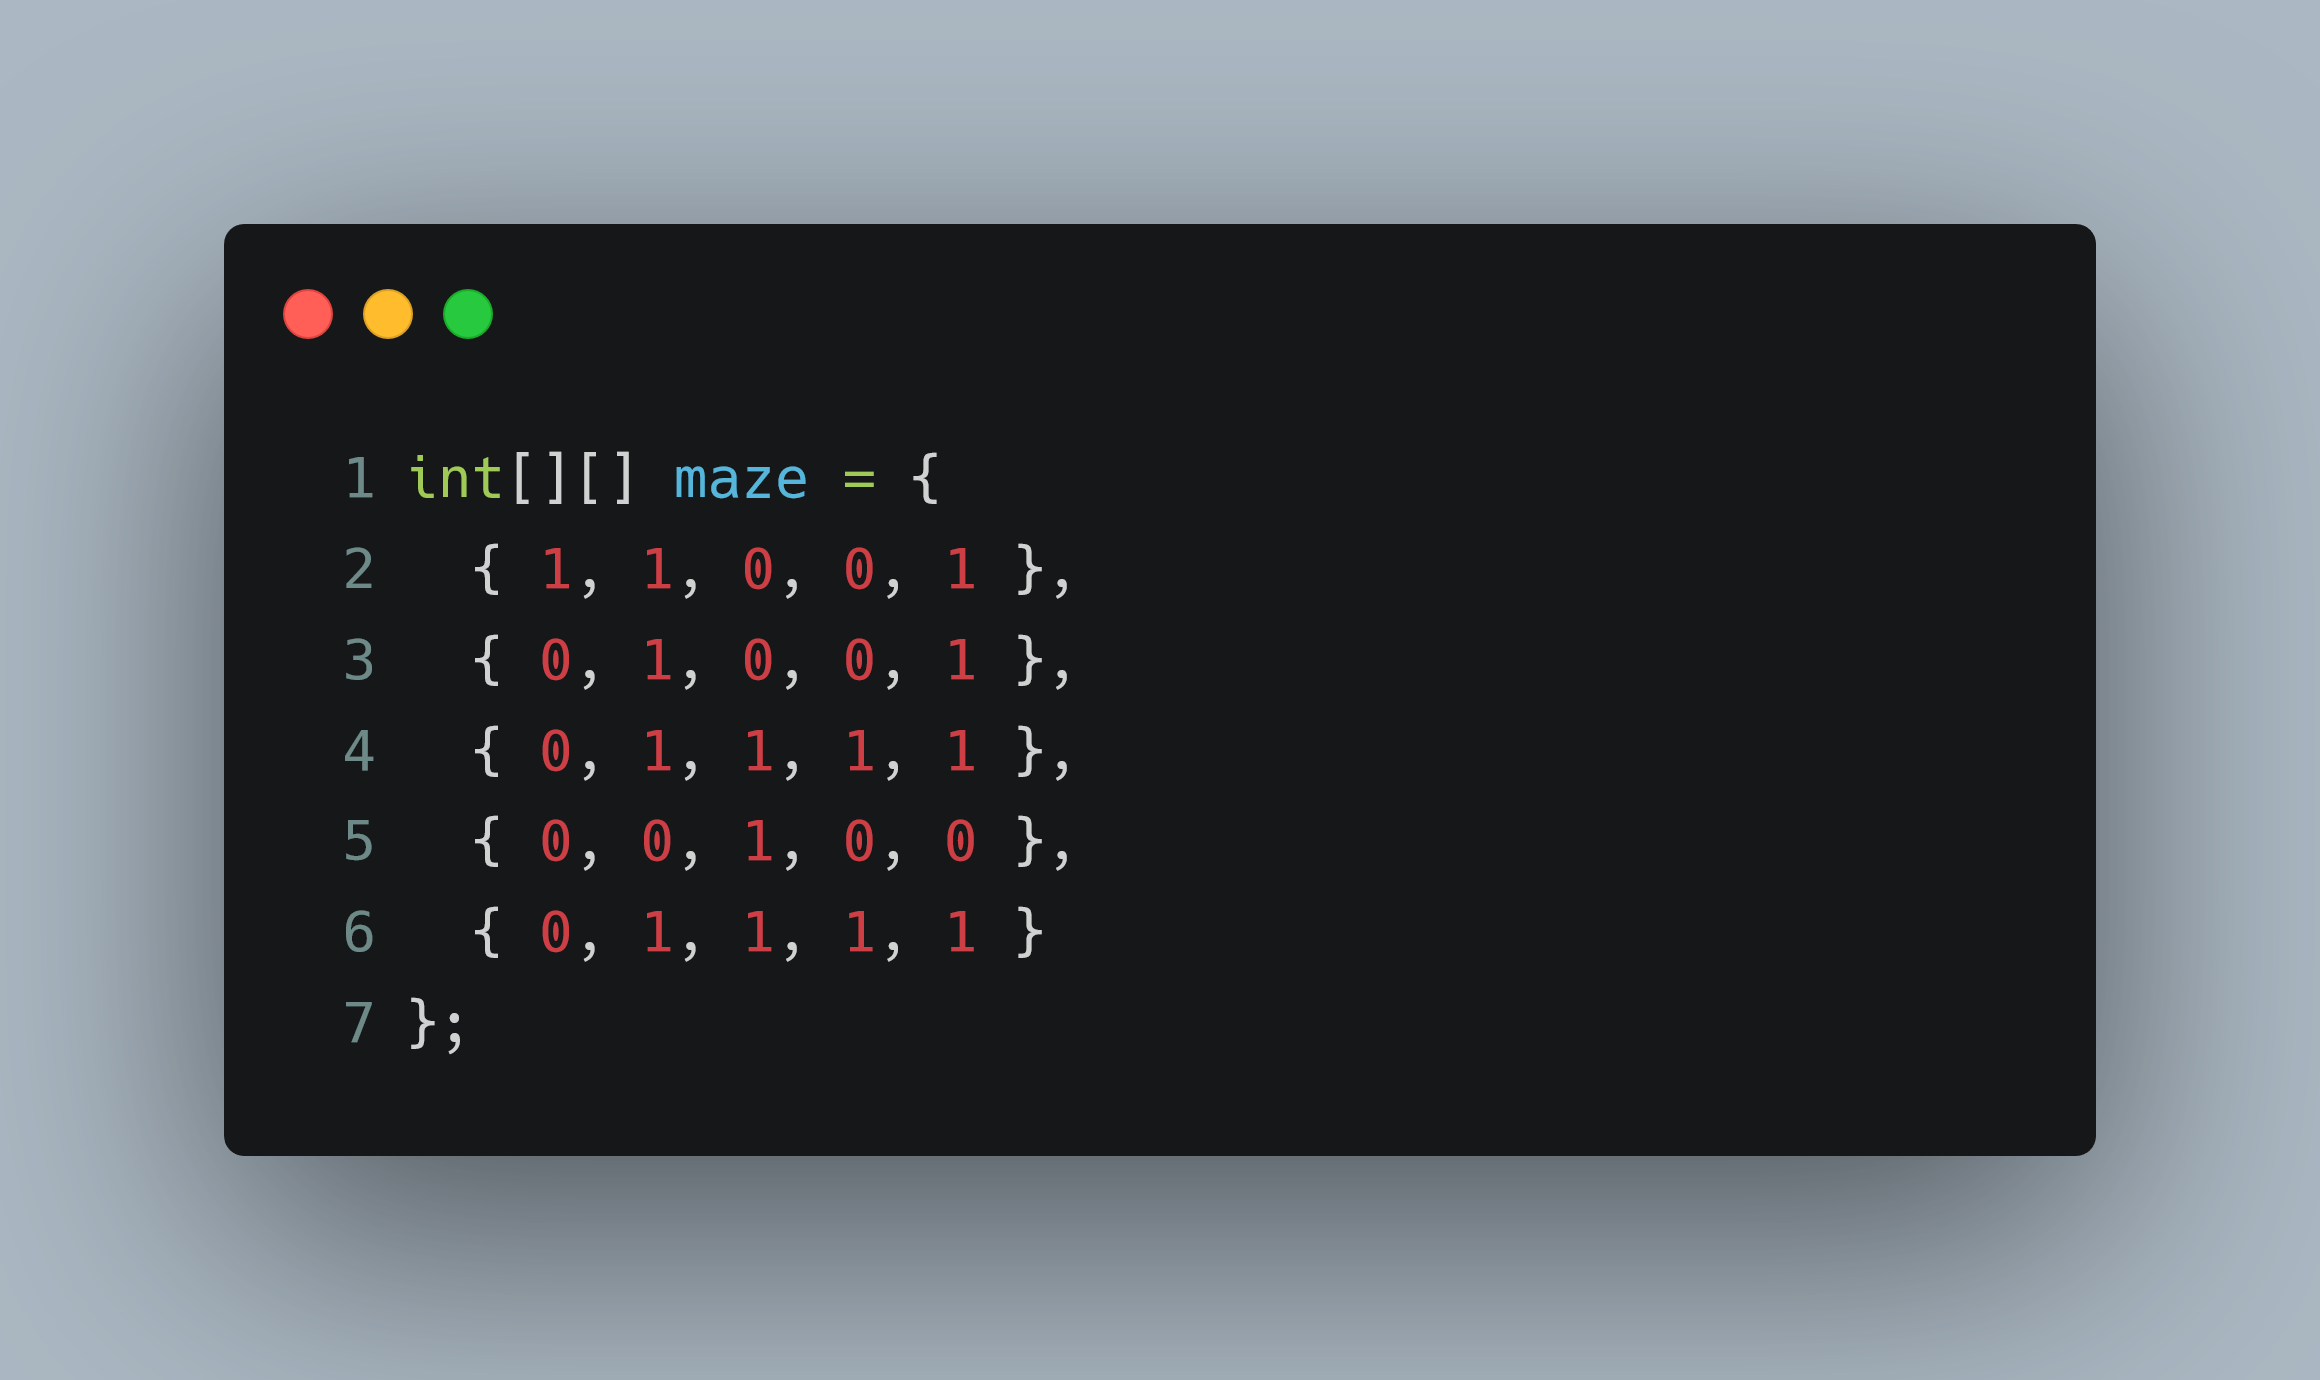 1 int[][] maze = {
2   { 1, 1, 0, 0, 1 },
3   { 0, 1, 0, 0, 1 },
4   { 0, 1, 1, 1, 1 },
5   { 0, 0, 1, 0, 0 },
6   { 0, 1, 1, 1, 1 }
7 };